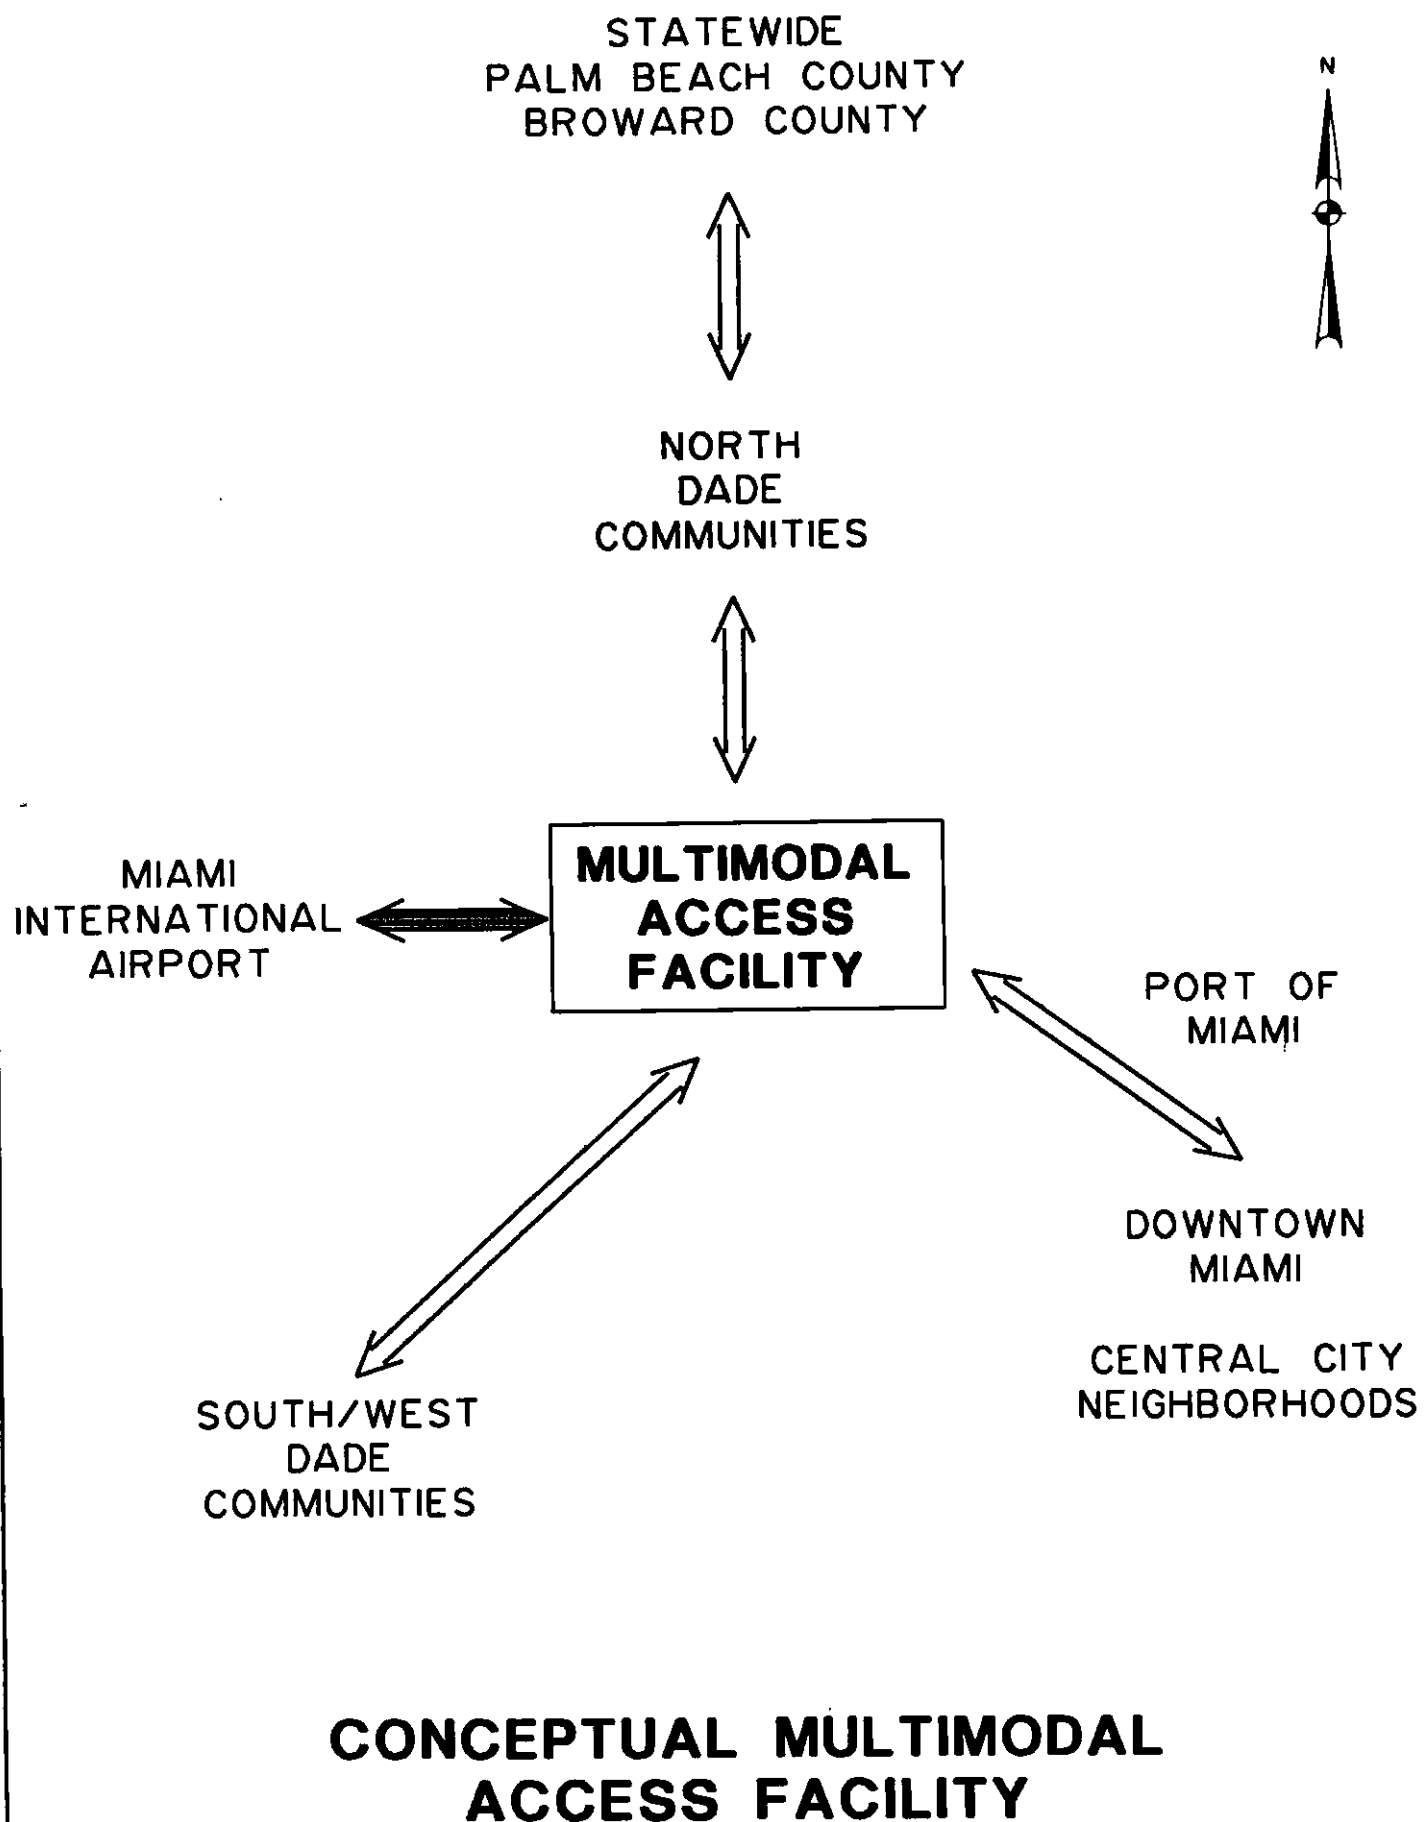 STATEWIDE
PALM BEACH COUNTY
BROWARD COUNTY
N
NORTH
DADE
COMMUNITIES
MIAMI
INTERNATIONAL
AIRPORT
MULTIMODAL
ACCESS
FACILITY
PORT OF
MIAMI
DOWNTOWN
MIAMI
CENTRAL CITY
NEIGHBORHOODS
SOUTH/WEST
DADE
COMMUNITIES
CONCEPTUAL MULTIMODAL
ACCESS FACILITY